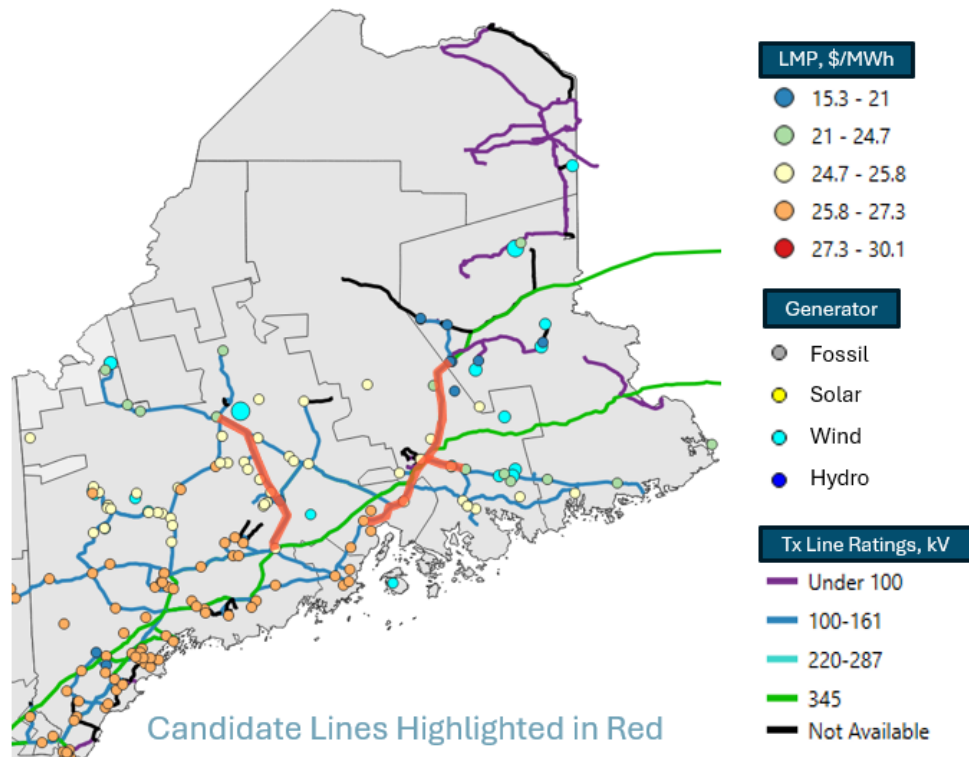 LMP, $/MWh
15.3 - 21
21 - 24.7
24.7 - 25.8
25.8 - 27.3
27.3 - 30.1
Generator
Fossil
Solar
Wind
Hydro
Tx Line Ratings, kV
Under 100
100-161
220-287
345
Not Available
Candidate Lines Highlighted in Red